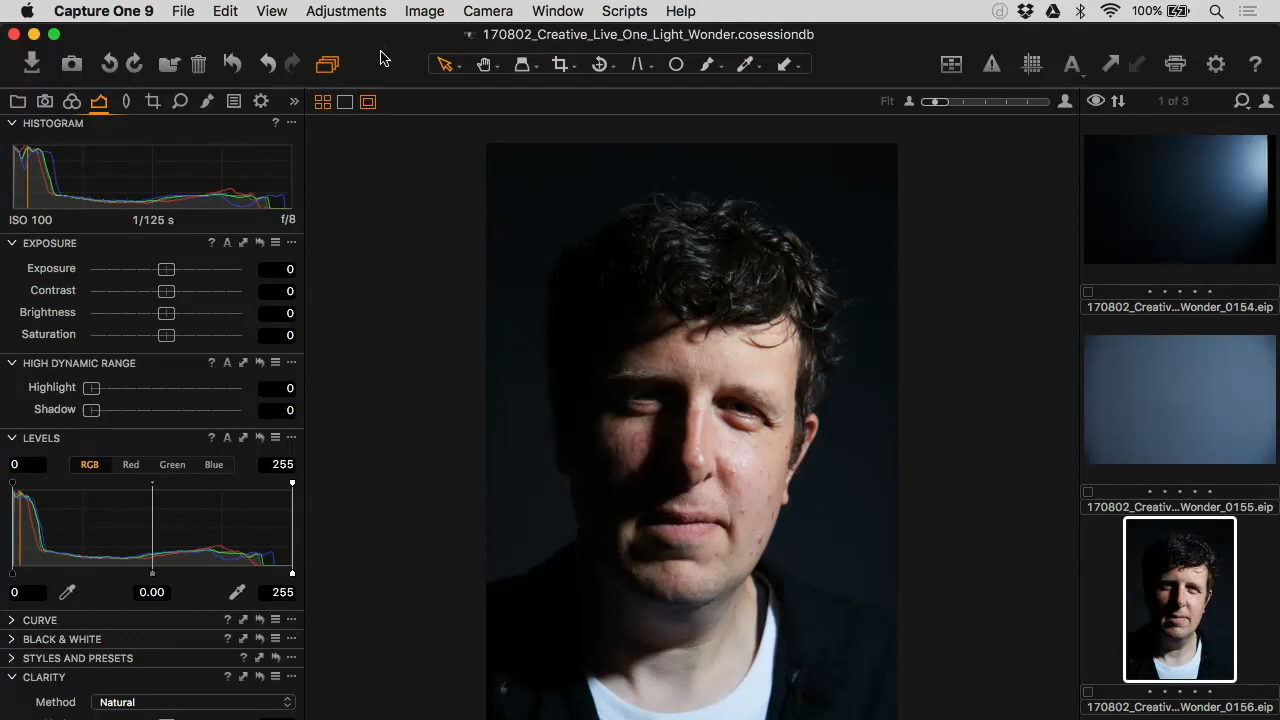 Capture One 9 File Edit View Adjustments Image Camera Window Scripts Help 100%
170802_Creative_Live_One_Light_Wonder.cosessiondb
Fit
1 of 3
HISTOGRAM
ISO 100 1/125 s f/8
EXPOSURE
Exposure 0
Contrast 0
Brightness 0
Saturation 0
HIGH DYNAMIC RANGE
Highlight 0
Shadow 0
LEVELS
0 RGB Red Green Blue 255
0 0.00 255
CURVE
BLACK & WHITE
STYLES AND PRESETS
CLARITY
Method Natural
170802_Creativ...Wonder_0154.eip
170802_Creativ...Wonder_0155.eip
170802_Creativ...Wonder_0156.eip